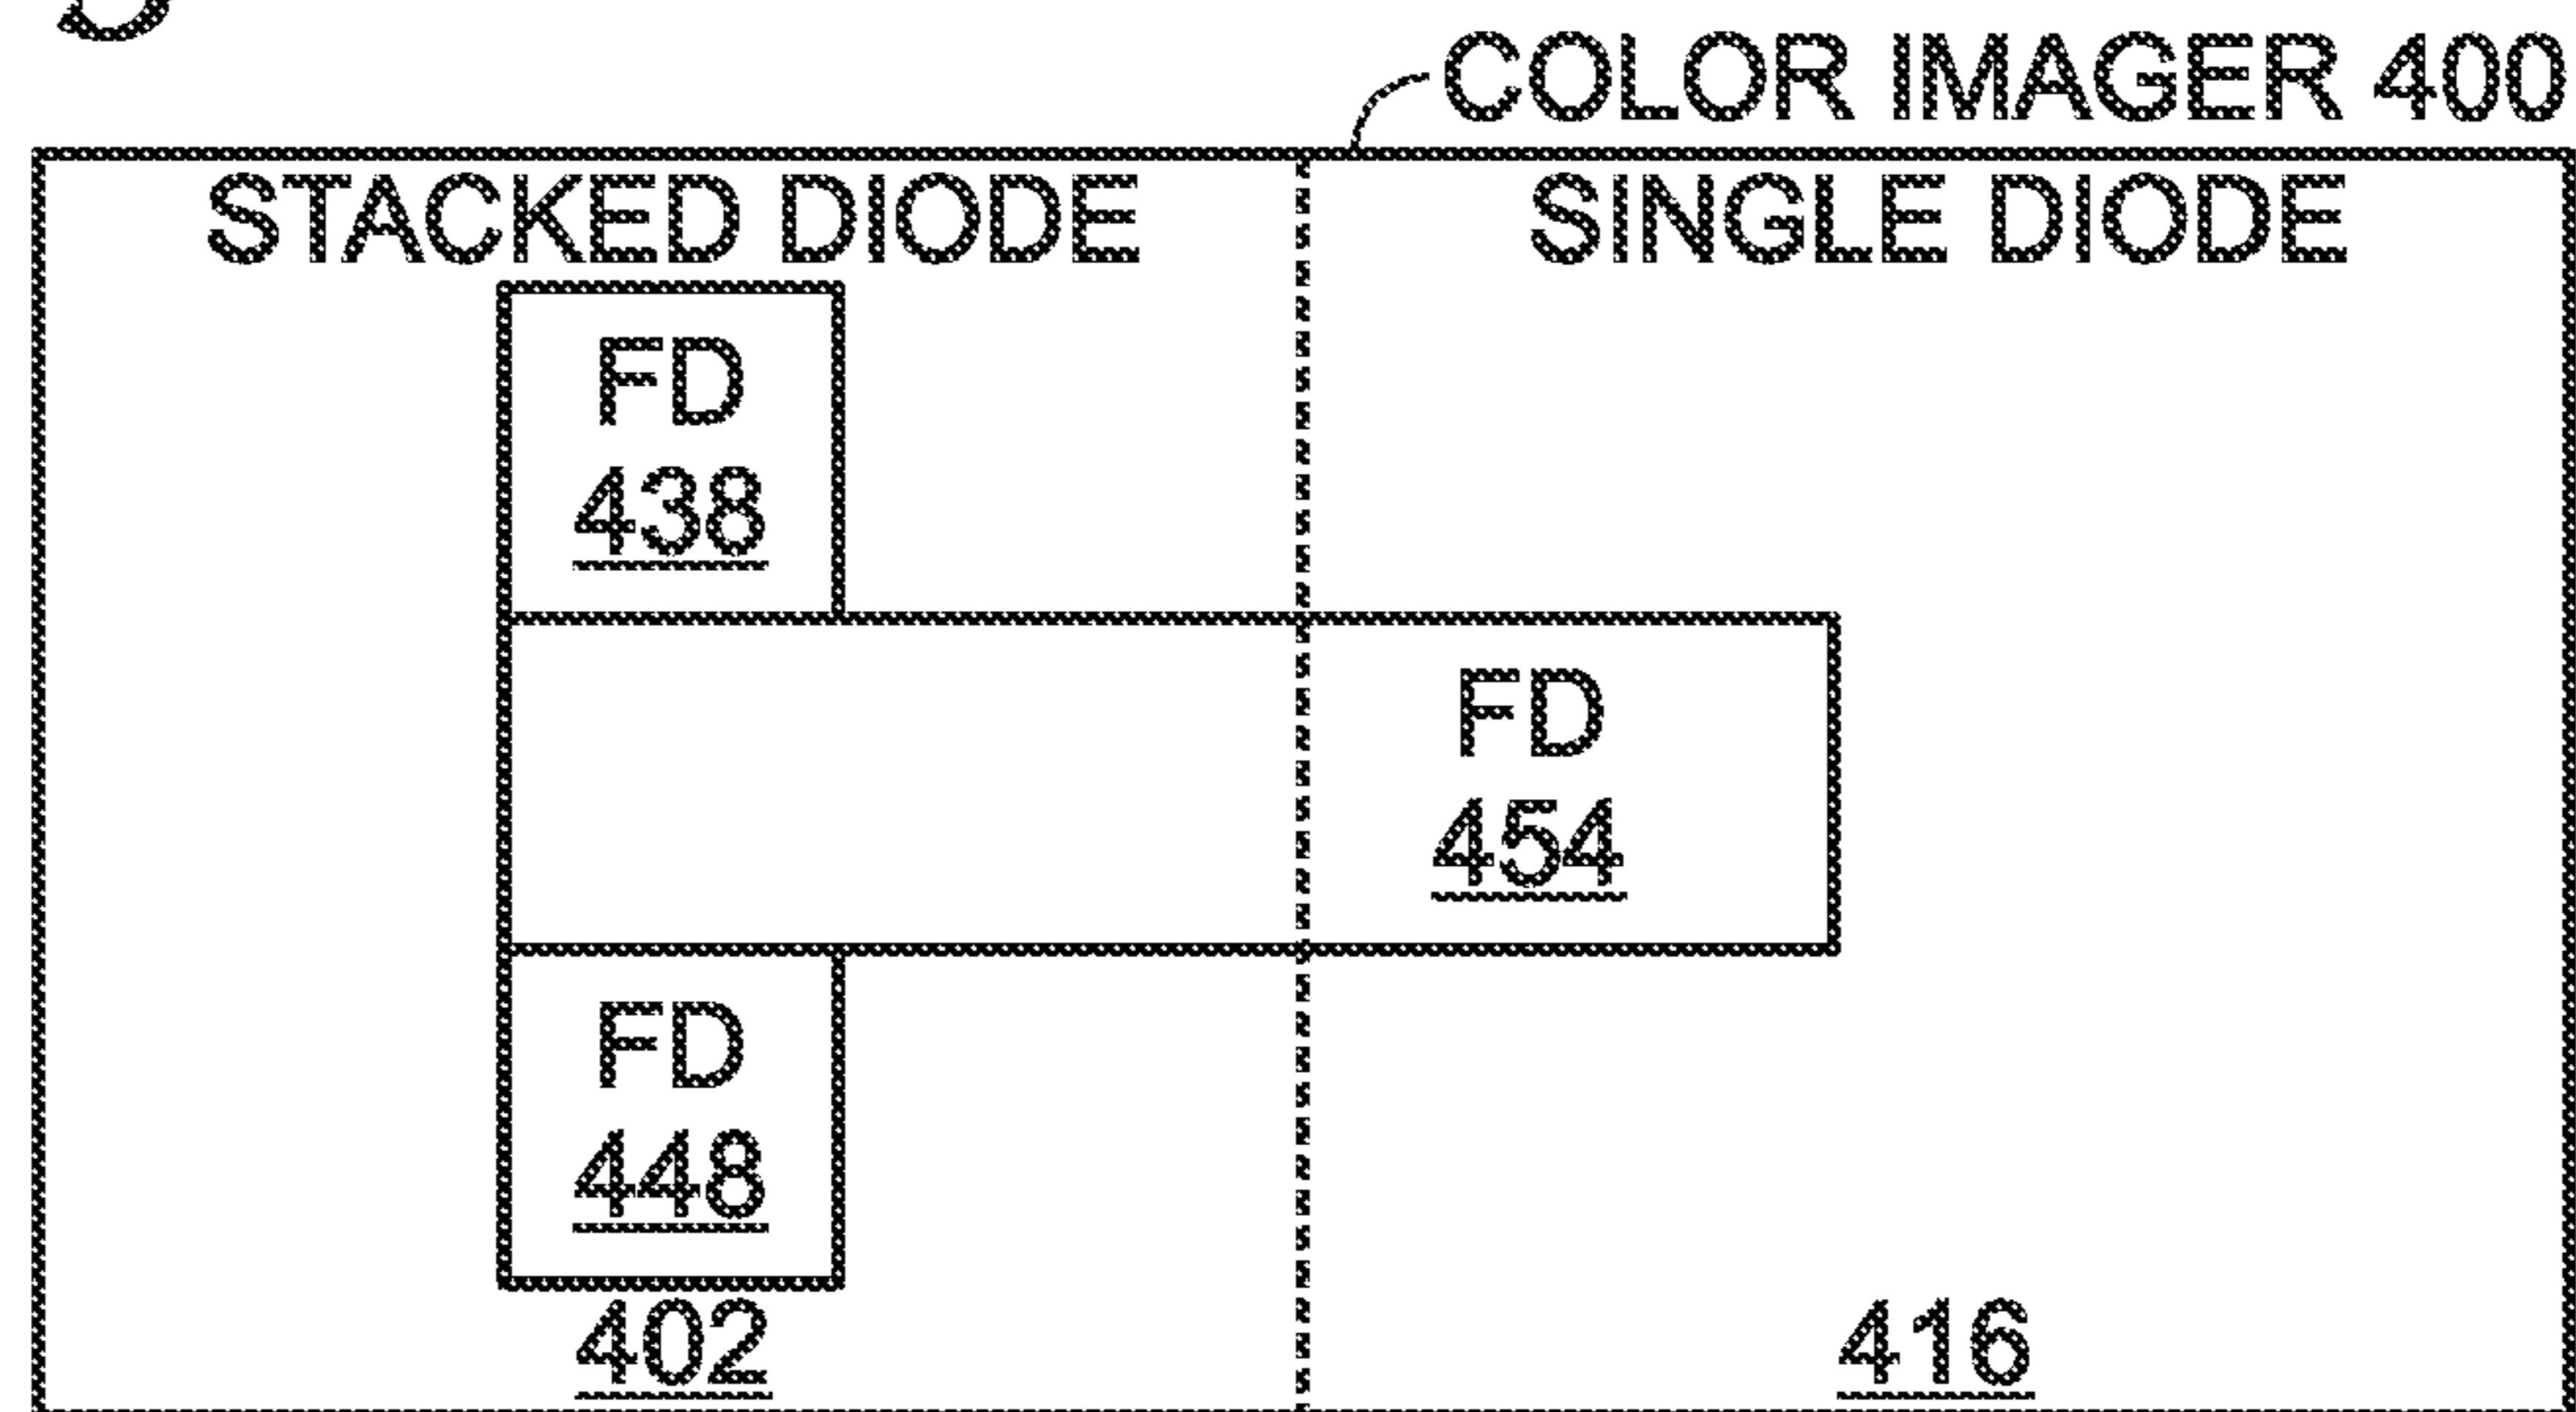 COLOR IMAGER 400
STACKED DIODE
SINGLE DIODE
FD
438
FD
454
FD
448
402
416